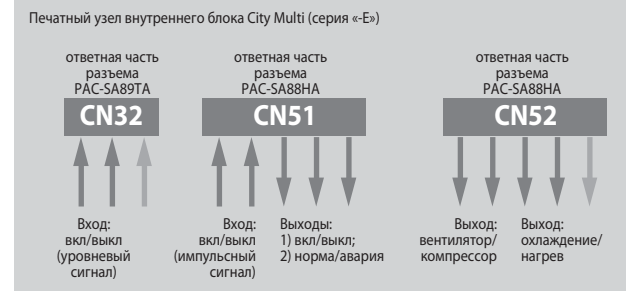 Печатный узел внутреннего блока City Multi (серия «-E»)
ответная часть
разъема
PAC-SA89TA
CN32
Вход:
вкл/выкл
(уровневый
сигнал)
ответная часть
разъема
PAC-SA88HA
CN51
Вход:
вкл/выкл
(импульсный
сигнал)
Выходы:
1) вкл/выкл;
2) норма/авария
ответная часть
разъема
PAC-SA88HA
CN52
Выход:
вентилятор/
компрессор
Выход:
охлаждение/
нагрев